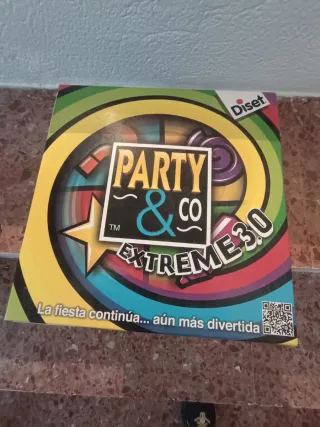 Diset
PARTY
& CO
TM
EXTREME 3.0
La fiesta continúa... aún más divertida